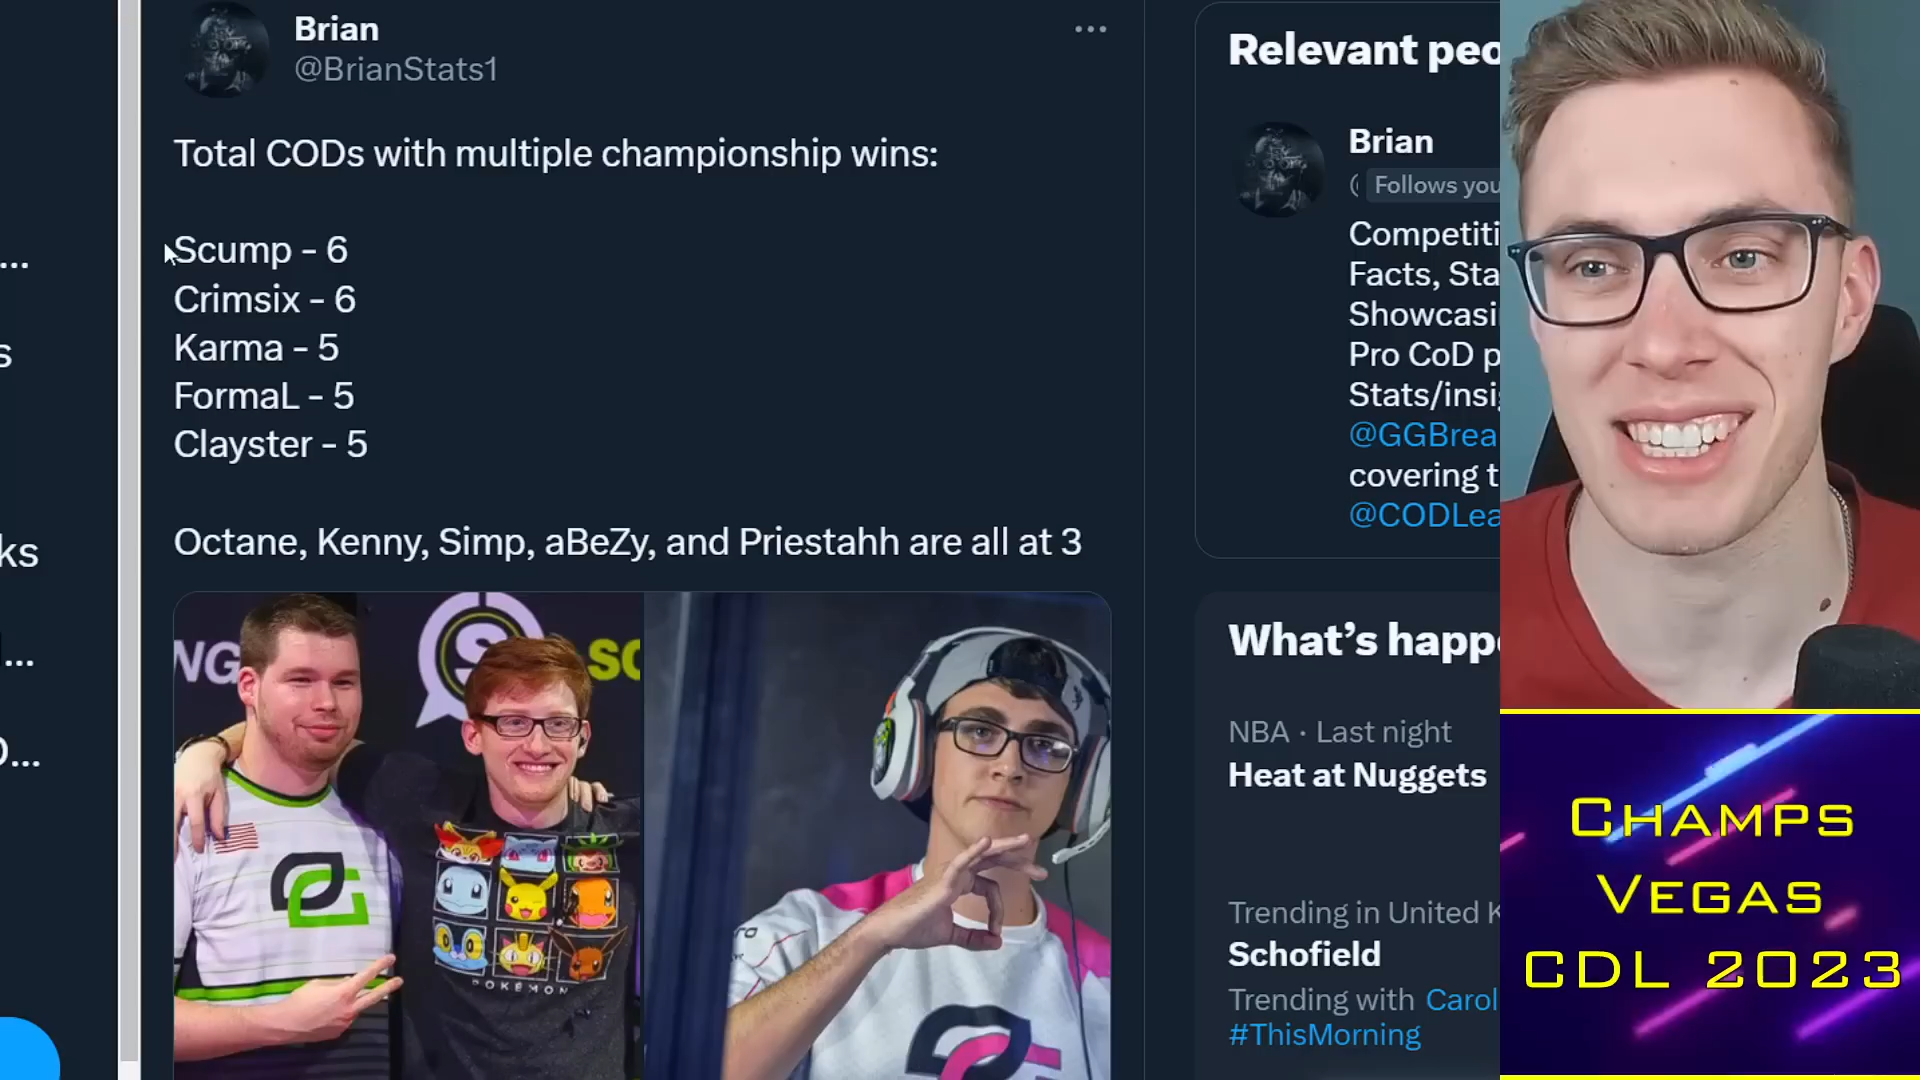 Brian
@BrianStats1
Total CODs with multiple championship wins:
Scump - 6
Crimsix - 6
Karma - 5
FormaL - 5
Clayster - 5
Octane, Kenny, Simp, aBeZy, and Priestahh are all at 3
POKÉMON
Relevant peo
Brian
Follows you
Competiti
Facts, Sta
Showcasi
Pro CoD p
Stats/insi
@GGBrea
covering t
@CODLea
What's happe
NBA · Last night
Heat at Nuggets
Trending in United K
Schofield
Trending with Carol
#ThisMorning
Champs
Vegas
CDL 2023